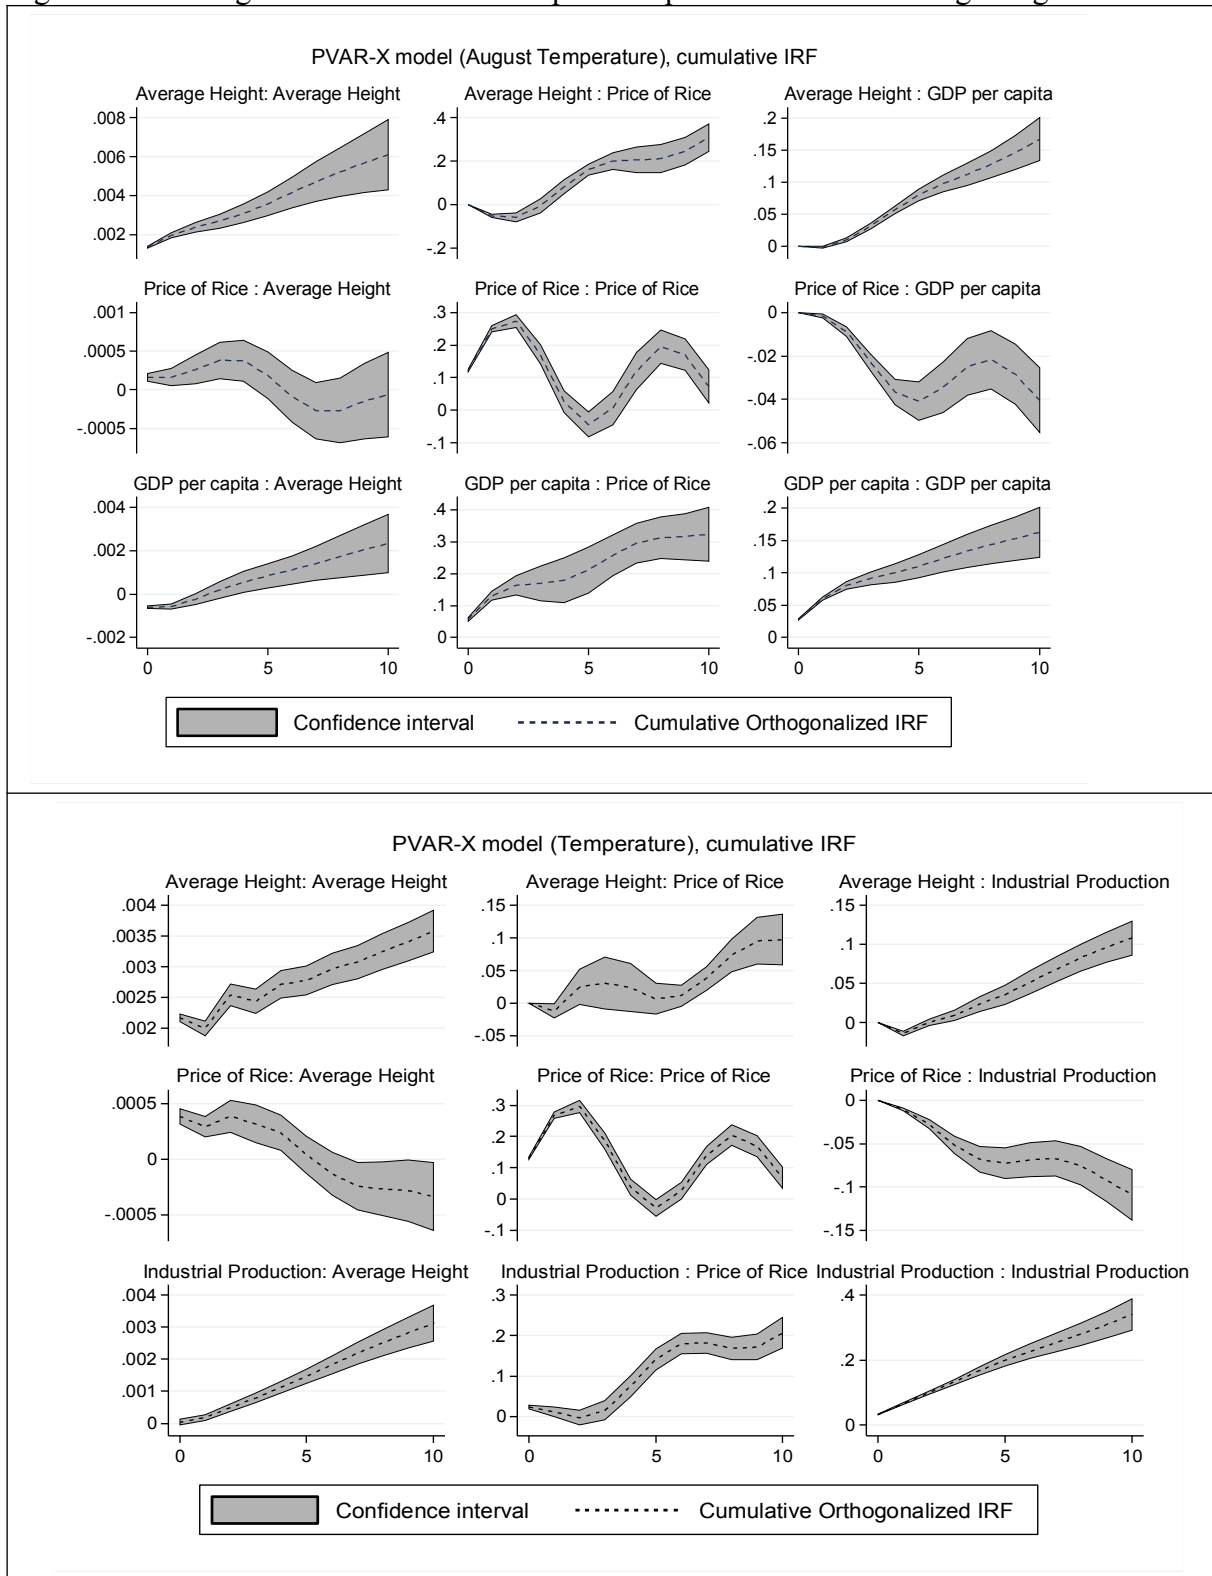 PVAR-X model (August Temperature), cumulative IRF
Average Height: Average Height
.008
.006
.004
.002
Average Height : Price of Rice
.4
.2
0
-.2
Average Height : GDP per capita
.2
.15
.1
.05
0
Price of Rice : Average Height
.001
.0005
0
-.0005
Price of Rice : Price of Rice
.3
.2
.1
0
-.1
Price of Rice : GDP per capita
0
-.02
-.04
-.06
GDP per capita : Average Height
.004
.002
0
-.002
0 5 10
GDP per capita : Price of Rice
.4
.3
.2
.1
0
0 5 10
GDP per capita : GDP per capita
.2
.15
.1
.05
0
0 5 10
Confidence interval Cumulative Orthogonalized IRF
PVAR-X model (Temperature), cumulative IRF
Average Height: Average Height
.004
.0035
.003
.0025
.002
Average Height: Price of Rice
.15
.1
.05
0
-.05
Average Height : Industrial Production
.15
.1
.05
0
Price of Rice: Average Height
.0005
0
-.0005
Price of Rice: Price of Rice
.3
.2
.1
0
-.1
Price of Rice : Industrial Production
0
-.05
-.1
-.15
Industrial Production: Average Height
.004
.003
.002
.001
0
0 5 10
Industrial Production : Price of Rice
.3
.2
.1
0
0 5 10
Industrial Production : Industrial Production
.4
.2
0
0 5 10
Confidence interval Cumulative Orthogonalized IRF